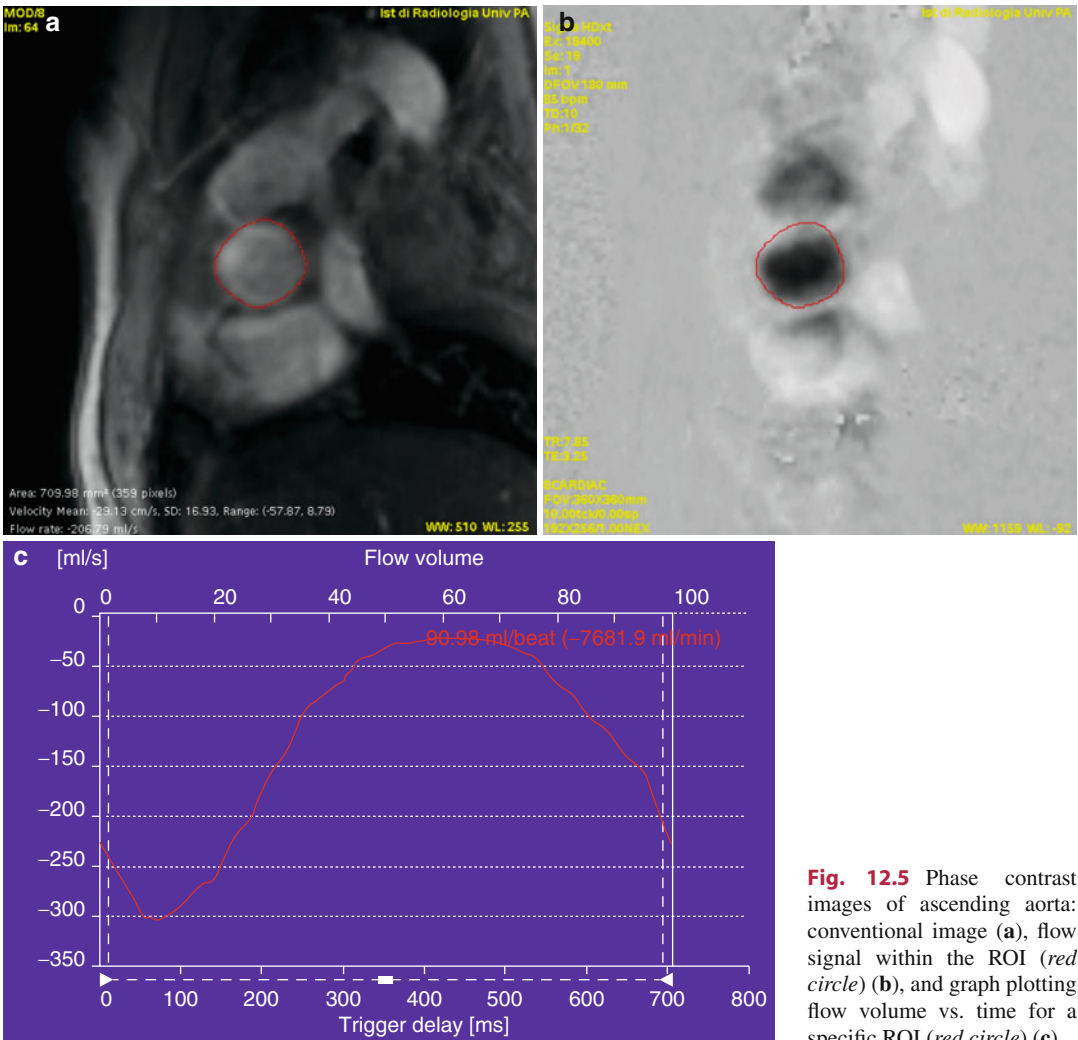 MOD/8
Im: 64
a
Ist di Radiologia Univ PA
Area: 709.98 mm² (359 pixels)
Velocity Mean: -29.13 cm/s, SD: 16.93, Range: (-57.87, 8.79)
Flow rate: -206.79 ml/s
WW: 510 WL: 255
b
Ist di Radiologia Univ PA
HDxt
Ex: 18400
Se: 19
Im: 1
DFOV 180 mm
85 bpm
TD:10
Ph:1/32
TR:7.85
TE:3.25
FOV:360X360mm
10.00thk/0.00sp
192X256/1.00NEX
WW: 1159 WL: -92
c [ml/s] Flow volume
0 20 40 60 80 100
0
90.98 ml/beat (−7681.9 ml/min)
−50
−100
−150
−200
−250
−300
−350
0 100 200 300 400 500 600 700 800
Trigger delay [ms]
Fig. 12.5 Phase contrast
images of ascending aorta:
conventional image (a), flow
signal within the ROI (red
circle) (b), and graph plotting
flow volume vs. time for a
specific ROI (red circle) (c)